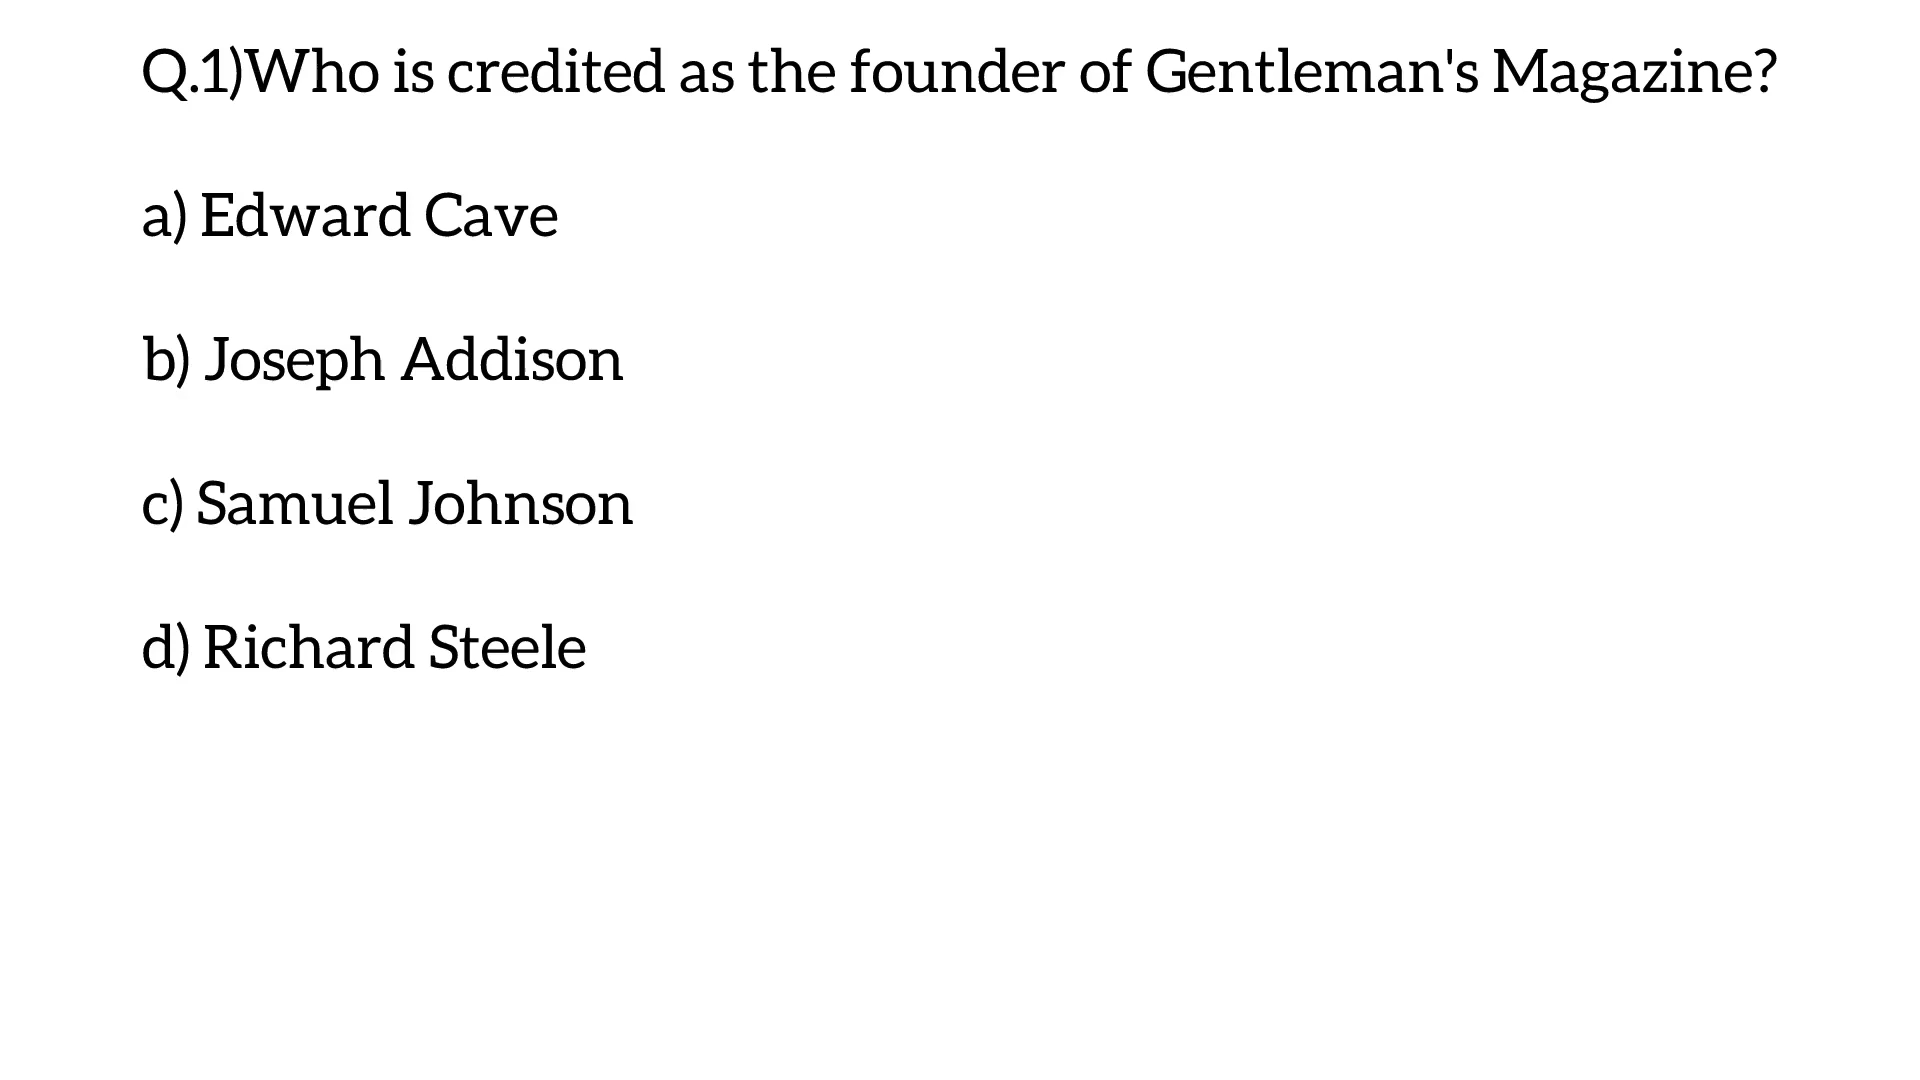 Q.1)Who is credited as the founder of Gentleman's Magazine?
a) Edward Cave
b) Joseph Addison
c) Samuel Johnson
d) Richard Steele